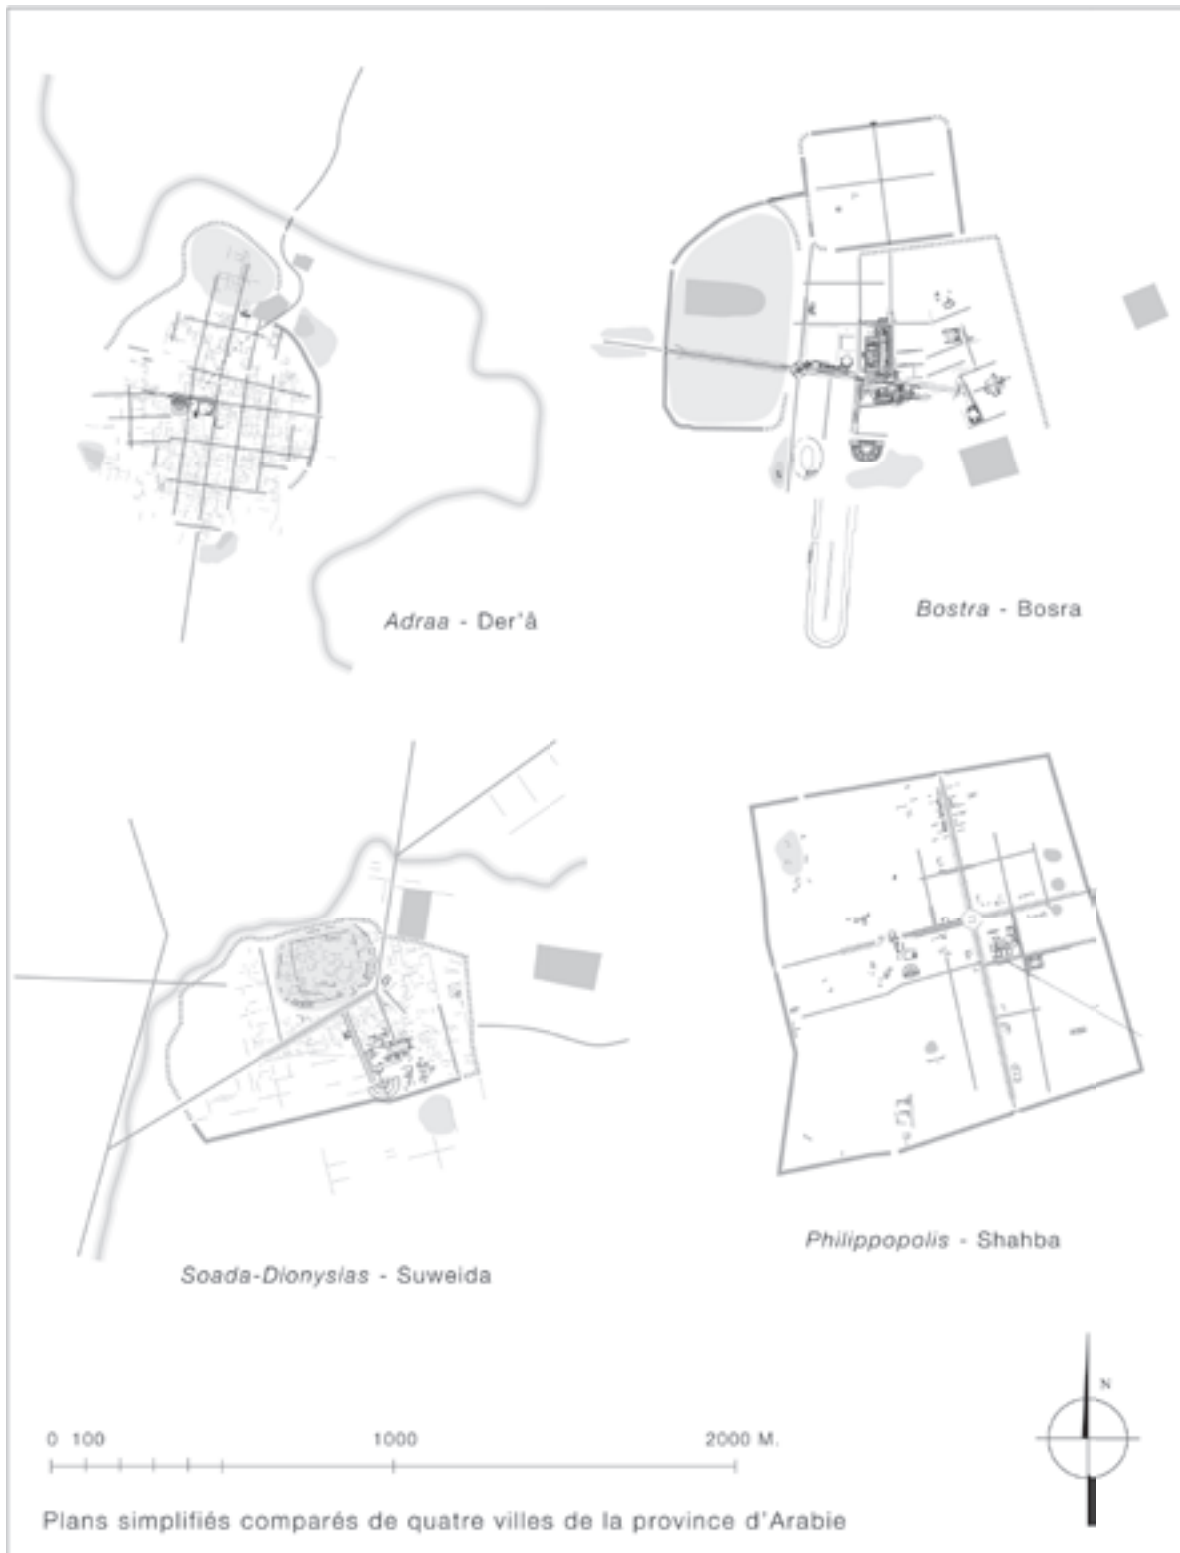 Adraa - Der'â
Bostra - Bosra
Soada-Dionysias - Suweida
Philippopolis - Shahba
N
0 100 1000 2000 M.
Plans simplifiés comparés de quatre villes de la province d'Arabie